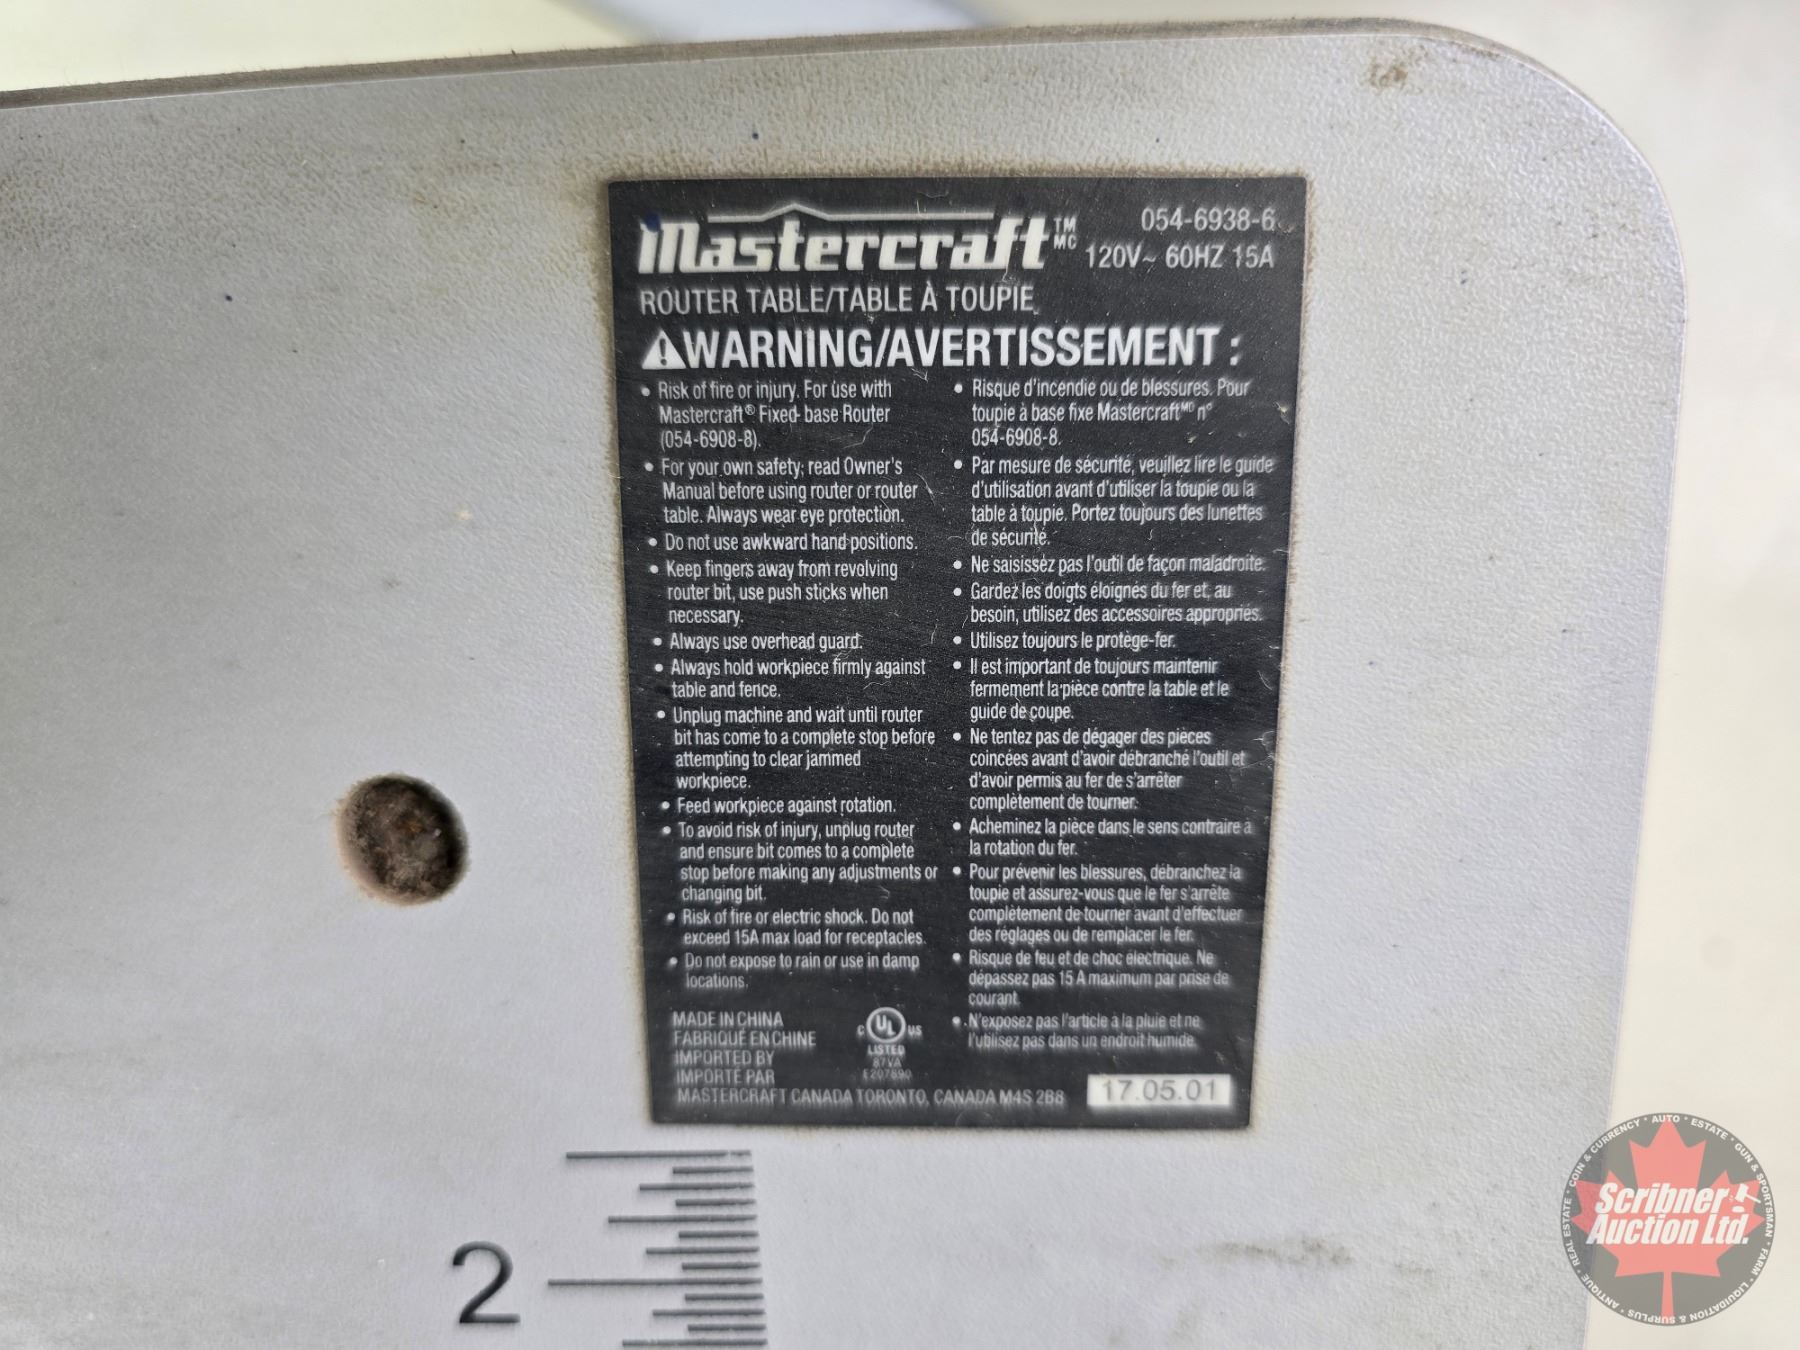 Mastercraft™ MC
054-6938-6
120V~ 60HZ 15A
ROUTER TABLE/TABLE À TOUPIE
WARNING/AVERTISSEMENT :
• Risk of fire or injury. For use with
Mastercraft® Fixed- base Router
(054-6908-8).
• For your own safety, read Owner's
Manual before using router or router
table. Always wear eye protection.
• Do not use awkward hand positions.
• Keep fingers away from revolving
router bit, use push sticks when
necessary.
• Always use overhead guard.
• Always hold workpiece firmly against
table and fence.
• Unplug machine and wait until router
bit has come to a complete stop before
attempting to clear jammed
workpiece.
• Feed workpiece against rotation.
• To avoid risk of injury, unplug router
and ensure bit comes to a complete
stop before making any adjustments or
changing bit.
• Risk of fire or electric shock. Do not
exceed 15A max load for receptacles.
• Do not expose to rain or use in damp
locations.
• Risque d'incendie ou de blessures. Pour
toupie à base fixe Mastercraft MD n°
054-6908-8.
• Par mesure de sécurité, veuillez lire le guide
d'utilisation avant d'utiliser la toupie ou la
table à toupie. Portez toujours des lunettes
de sécurité.
• Ne saisissez pas l'outil de façon maladroite.
• Gardez les doigts éloignés du fer et, au
besoin, utilisez des accessoires appropriés.
• Utilisez toujours le protège-fer.
• Il est important de toujours maintenir
fermement la pièce contre la table et le
guide de coupe.
• Ne tentez pas de dégager des pièces
coincées avant d'avoir débranché l'outil et
d'avoir permis au fer de s'arrêter
complètement de tourner.
• Acheminez la pièce dans le sens contraire à
la rotation du fer.
• Pour prévenir les blessures, débranchez la
toupie et assurez-vous que le fer s'arrête
complètement de tourner avant d'effectuer
des réglages ou de remplacer le fer.
• Risque de feu et de choc électrique. Ne
dépassez pas 15 A maximum par prise de
courant.
• N'exposez pas l'article à la pluie et ne
l'utilisez pas dans un endroit humide.
MADE IN CHINA
FABRIQUÉ EN CHINE
IMPORTED BY
IMPORTÉ PAR
MASTERCRAFT CANADA TORONTO, CANADA M4S 2B8
C UL US
LISTED
87VA
E207890
17.05.01
2
Scribner
Auction Ltd.
ANTIQUE • REAL ESTATE • COIN & CURRENCY • AUTO • ESTATE • GUN & SPORTSMAN • FARM • LIQUIDATION & SURPLUS